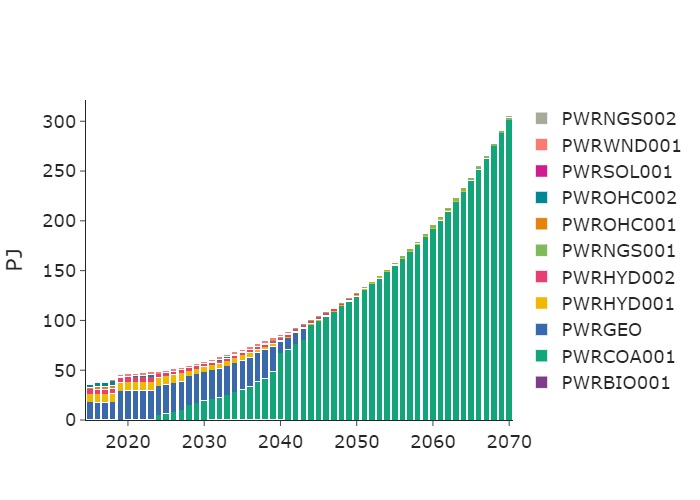 PJ
300
250
200
150
100
50
0
2020 2030 2040 2050 2060 2070
PWRNGS002
PWRWND001
PWRSOL001
PWROHC002
PWROHC001
PWRNGS001
PWRHYD002
PWRHYD001
PWRGEO
PWRCOA001
PWRBIO001